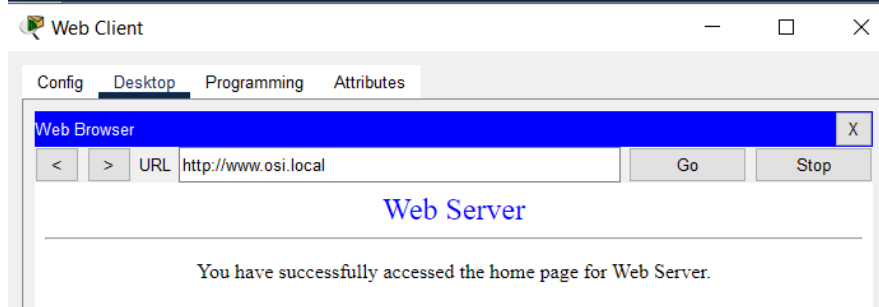 Web Client
Config Desktop Programming Attributes
Web Browser X
< > URL http://www.osi.local Go Stop
Web Server
You have successfully accessed the home page for Web Server.